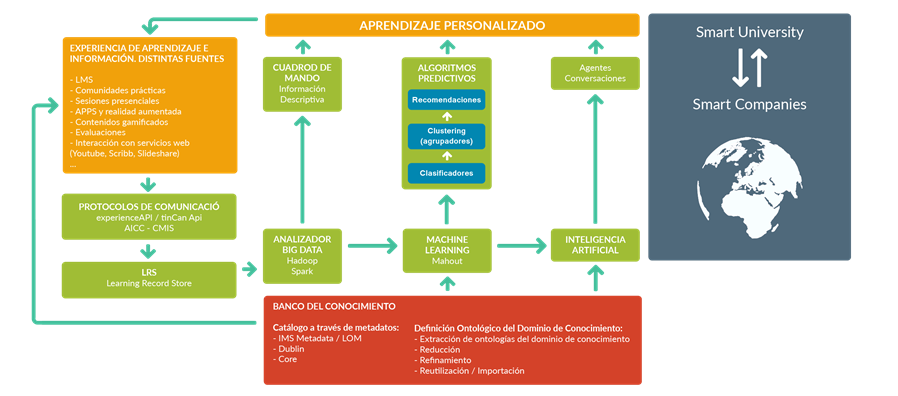 APRENDIZAJE PERSONALIZADO
EXPERIENCIA DE APRENDIZAJE E
INFORMACIÓN. DISTINTAS FUENTES
- LMS
- Comunidades prácticas
- Sesiones presenciales
- APPS y realidad aumentada
- Contenidos gamificados
- Evaluaciones
- Interacción con servicios web
(Youtube, Scribb, Slideshare)
...
PROTOCOLOS DE COMUNICACIÓ
experienceAPI / tinCan Api
AICC - CMIS
LRS
Learning Record Store
CUADROD DE
MANDO
Información
Descriptiva
ANALIZADOR
BIG DATA
Hadoop
Spark
ALGORITMOS
PREDICTIVOS
Recomendaciones
Clustering
(agrupadores)
Clasificadores
MACHINE
LEARNING
Mahout
Agentes
Conversaciones
INTELIGENCIA
ARTIFICIAL
BANCO DEL CONOCIMIENTO
Catálogo a través de metadatos:
- IMS Metadata / LOM
- Dublin
- Core
Definición Ontológico del Dominio de Conocimiento:
- Extracción de ontologías del dominio de conocimiento
- Reducción
- Refinamiento
- Reutilización / Importación
Smart University
Smart Companies